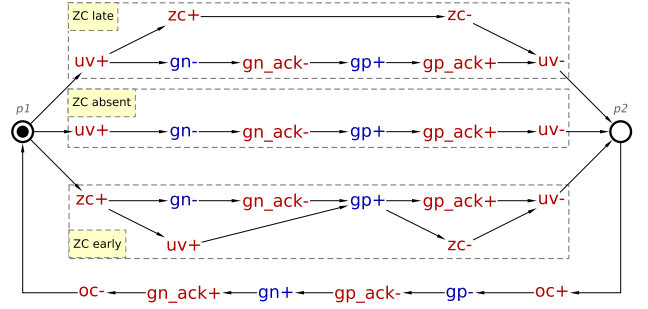 ZC late zc+ zc-
uv+ gn- gn_ack- gp+ gp_ack+ uv-
p1 p2
ZC absent
uv+ gn- gn_ack- gp+ gp_ack+ uv-
zc+ gn- gn_ack- gp+ gp_ack+ uv-
ZC early uv+ zc-
oc- gn_ack+ gn+ gp_ack- gp- oc+